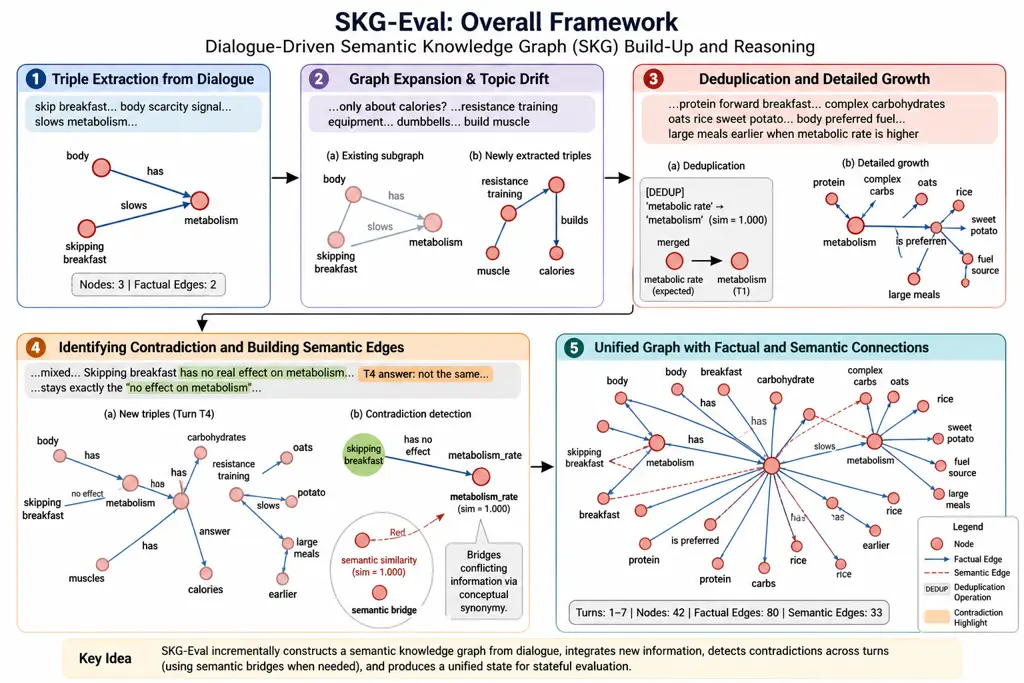 SKG-Eval: Overall Framework
Dialogue-Driven Semantic Knowledge Graph (SKG) Build-Up and Reasoning
1 Triple Extraction from Dialogue
skip breakfast... body scarcity signal...
slows metabolism...
body
has
slows
metabolism
skipping
breakfast
Nodes: 3 | Factual Edges: 2
2 Graph Expansion & Topic Drift
...only about calories? ...resistance training
equipment... dumbbells... build muscle
(a) Existing subgraph
body
has
slows
metabolism
skipping
breakfast
(b) Newly extracted triples
resistance
training
builds
muscle
calories
3 Deduplication and Detailed Growth
...protein forward breakfast... complex carbohydrates
oats rice sweet potato... body preferred fuel...
large meals earlier when metabolic rate is higher
(a) Deduplication
[DEDUP]
'metabolic rate' →
'metabolism' (sim = 1.000)
merged
metabolic rate
(expected)
metabolism
(T1)
(b) Detailed growth
protein
complex
carbs
oats
rice
sweet
potato
metabolism
is preferren
fuel
source
large meals
4 Identifying Contradiction and Building Semantic Edges
...mixed... Skipping breakfast has no real effect on metabolism...
T4 answer: not the same...
...stays exactly the "no effect on metabolism"...
(a) New triples (Turn T4)
body
has
no effect
skipping
breakfast
metabolism
has
has
carbohydrates
resistance
training
oats
slows
potato
large
meals
has
answer
muscles
calories
earlier
(b) Contradiction detection
skipping
breakfast
has no
effect
metabolism_rate
metabolism_rate
(sim = 1.000)
Red
semantic similarity
(sim = 1.000)
semantic bridge
Bridges
conflicting
information via
conceptual
synonymy.
5 Unified Graph with Factual and Semantic Connections
body
body
breakfast
carbohydrate
complex
carbs
oats
rice
has
has
has
slows
sweet
potato
skipping
breakfast
metabolism
metabolism
fuel
source
large
meals
breakfast
rice
has
has
is preferred
earlier
protein
protein
carbs
rice
rice
Turns: 1–7 | Nodes: 42 | Factual Edges: 80 | Semantic Edges: 33
Legend
Node
Factual Edge
Semantic Edge
DEDUP Deduplication
Operation
Contradiction
Highlight
Key Idea
SKG-Eval incrementally constructs a semantic knowledge graph from dialogue, integrates new information, detects contradictions across turns
(using semantic bridges when needed), and produces a unified state for stateful evaluation.